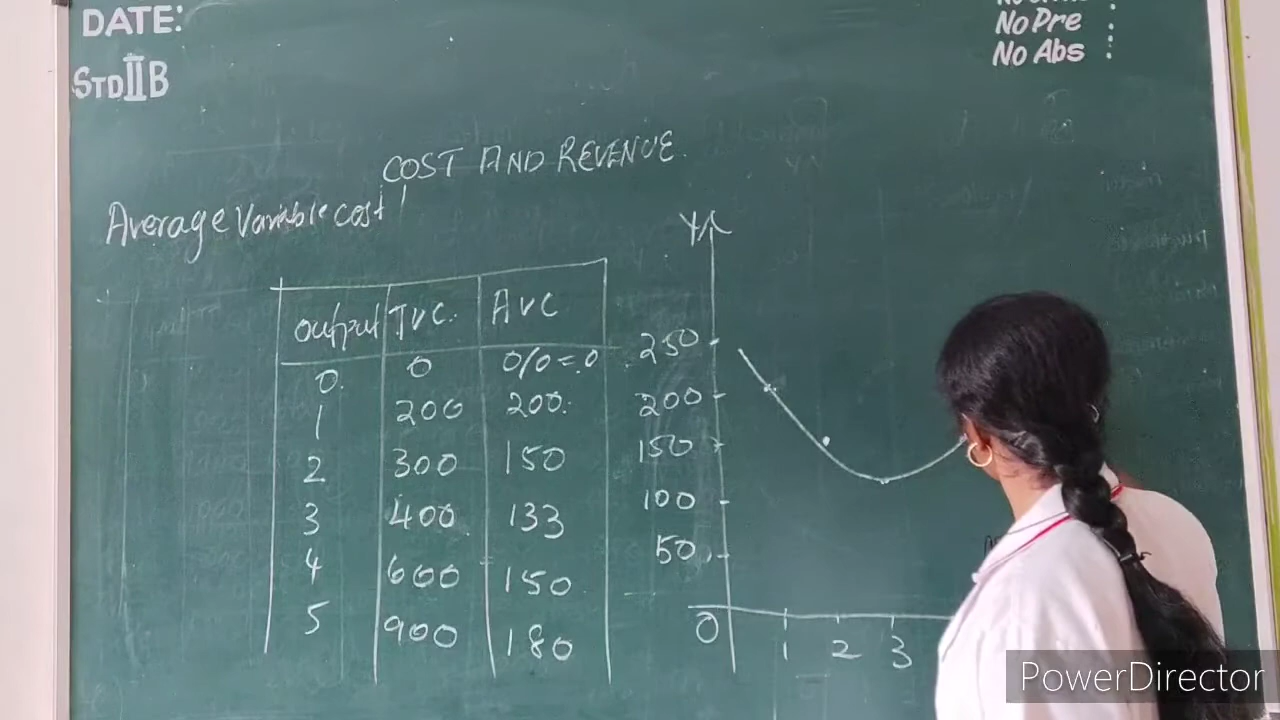 DATE:
STD II B
No Pre :
No Abs :
COST AND REVENUE.
Average Variable cost
output TVC. AVC
0. 0 0/0=0
1 200 200.
2 300 150
3 400 133
4 600 150
5 900 180
Y
250
200
150
100
50
0 1 2 3
PowerDirector